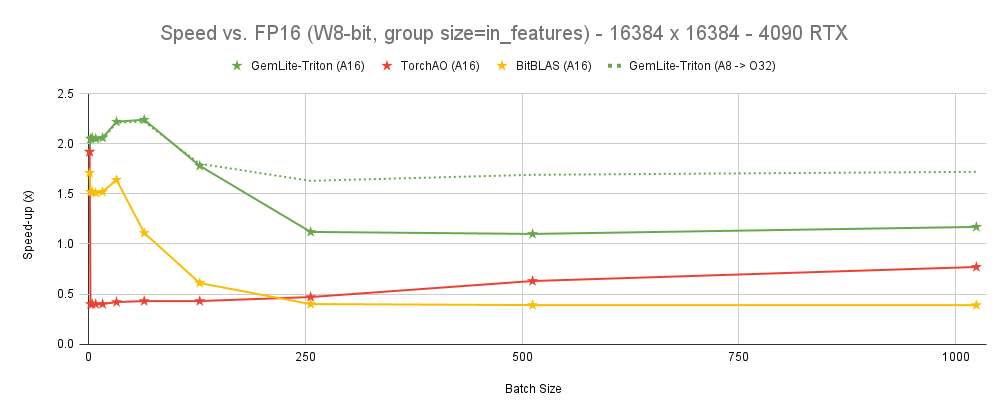 Speed vs. FP16 (W8-bit, group size=in_features) - 16384 x 16384 - 4090 RTX
GemLite-Triton (A16) TorchAO (A16) BitBLAS (A16) GemLite-Triton (A8 -> O32)
2.5
2.0
1.5
1.0
0.5
0.0
Speed-up (x)
0 250 500 750 1000
Batch Size